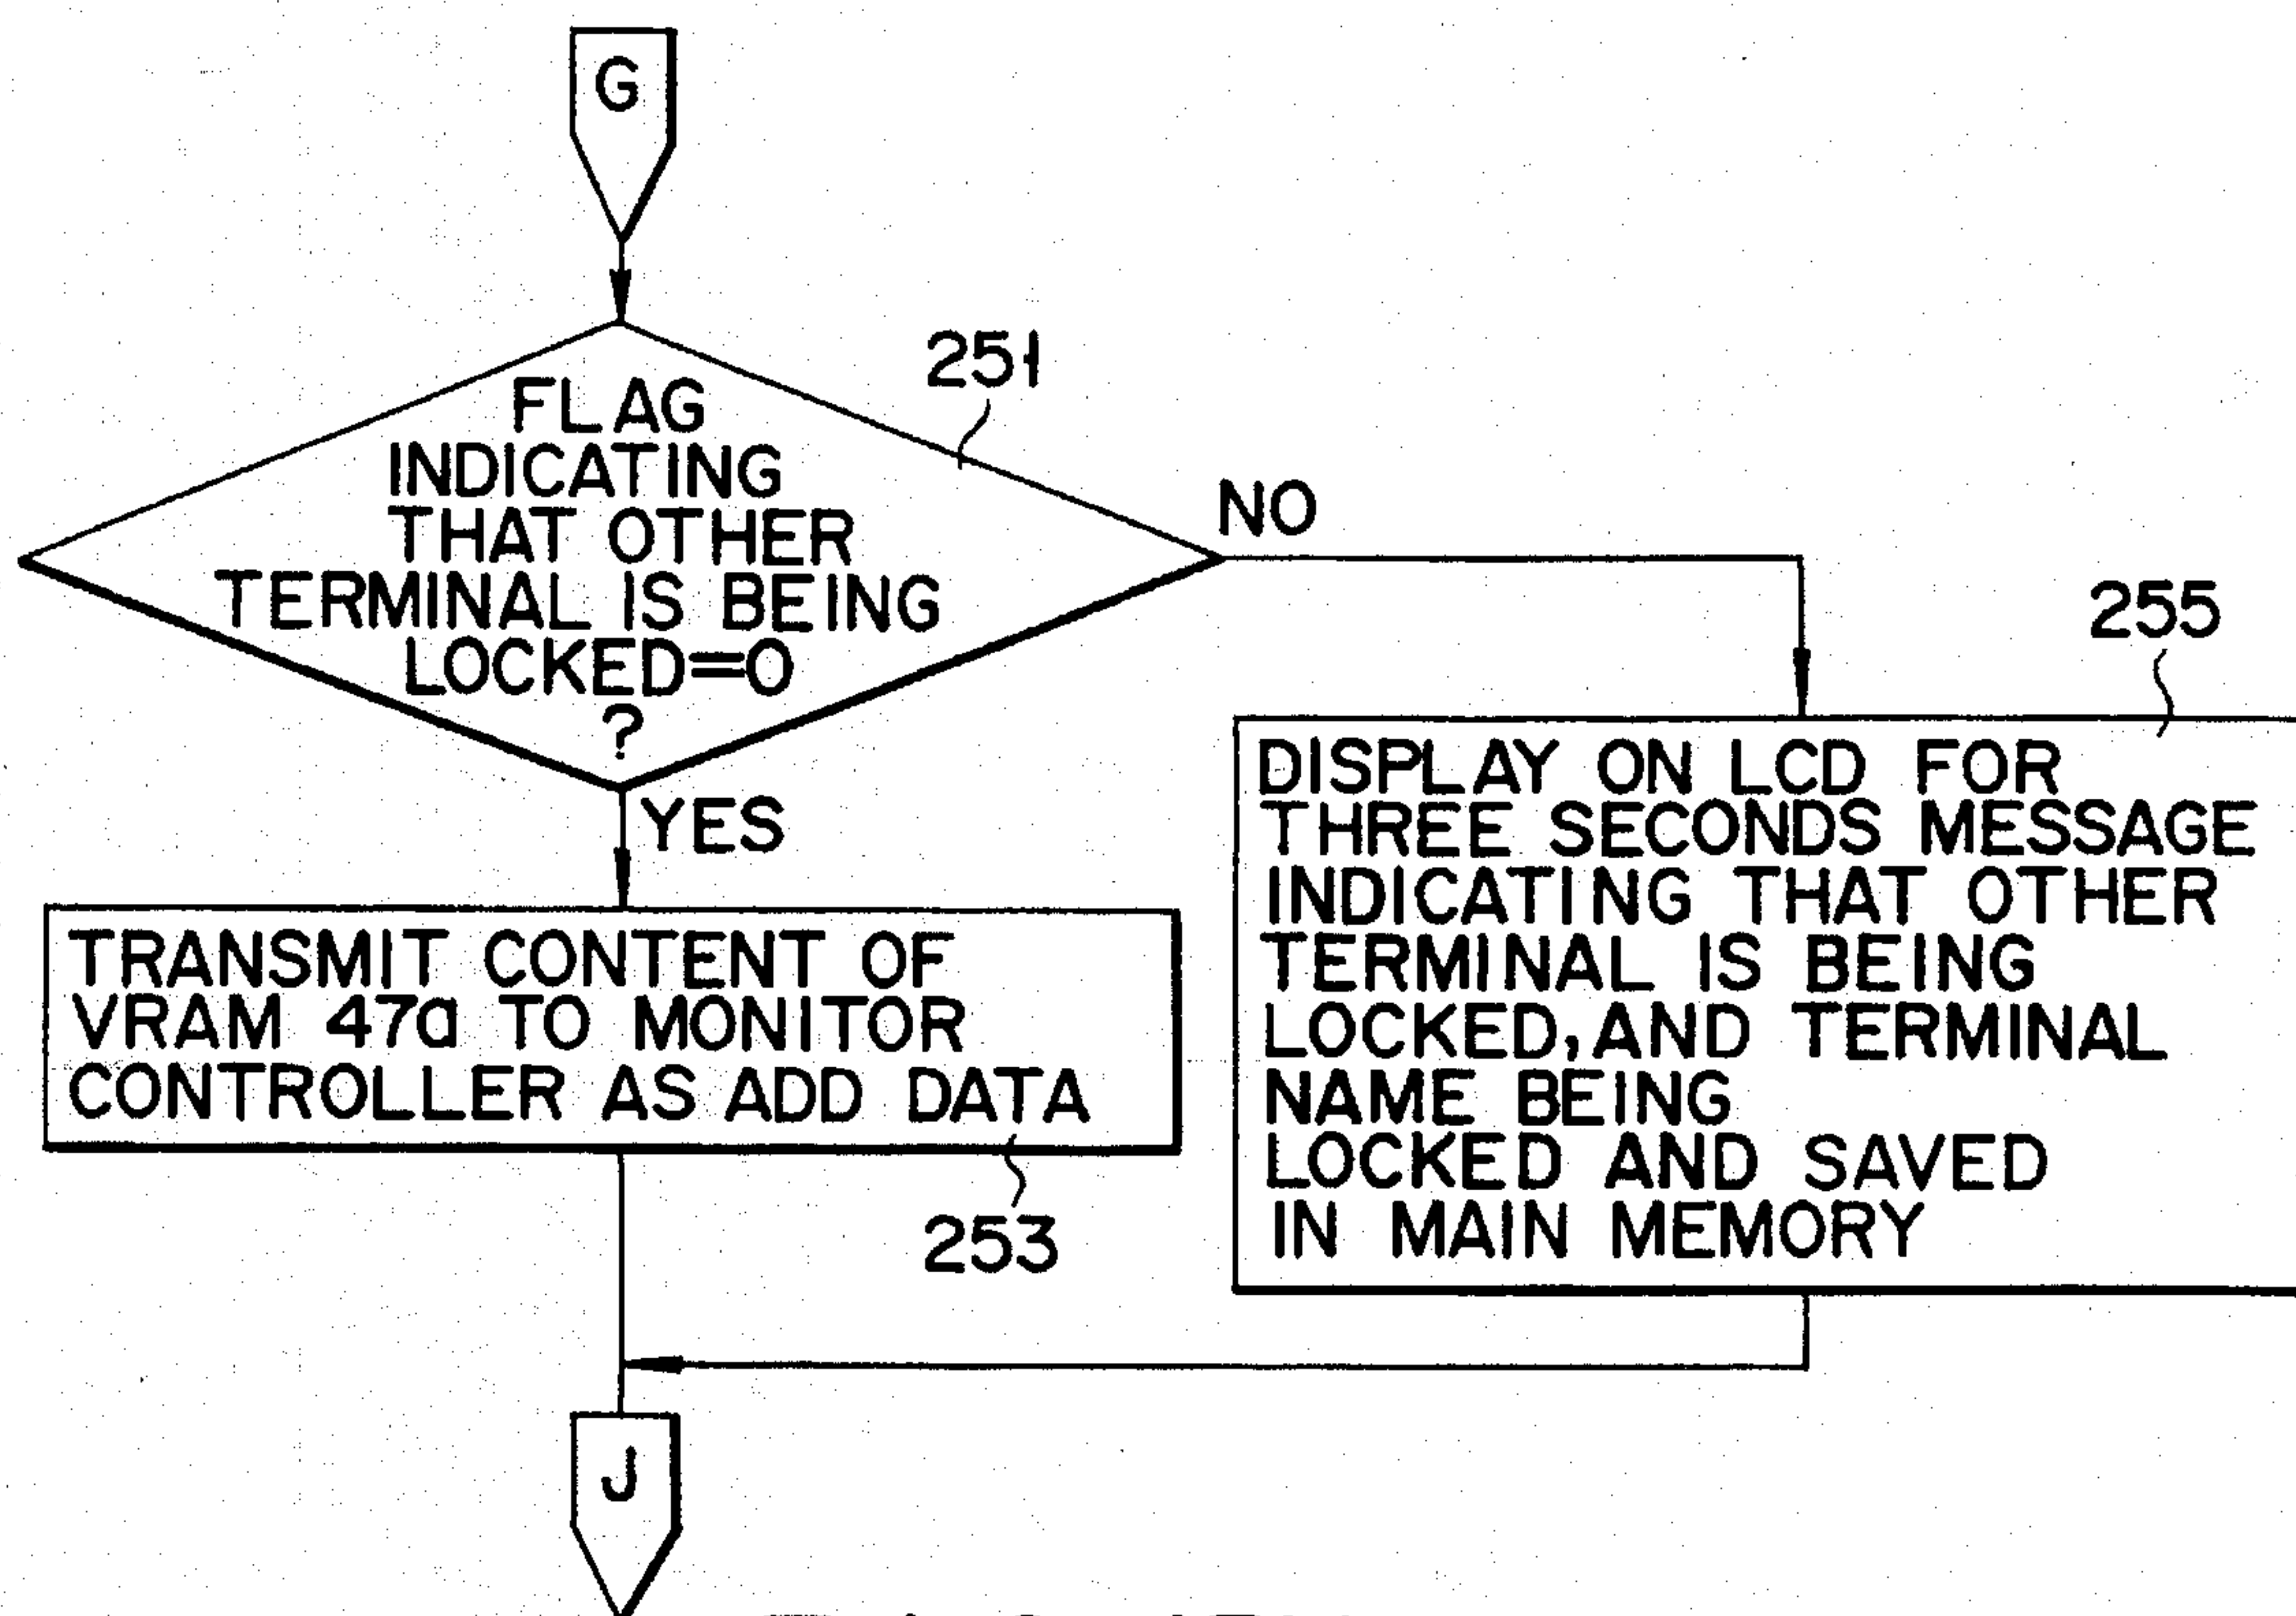 G
251
FLAG
INDICATING
THAT OTHER
TERMINAL IS BEING
LOCKED=0
?
NO
YES
255
DISPLAY ON LCD FOR
THREE SECONDS MESSAGE
INDICATING THAT OTHER
TERMINAL IS BEING
LOCKED, AND TERMINAL
NAME BEING
LOCKED AND SAVED
IN MAIN MEMORY
TRANSMIT CONTENT OF
VRAM 47a TO MONITOR
CONTROLLER AS ADD DATA
253
J